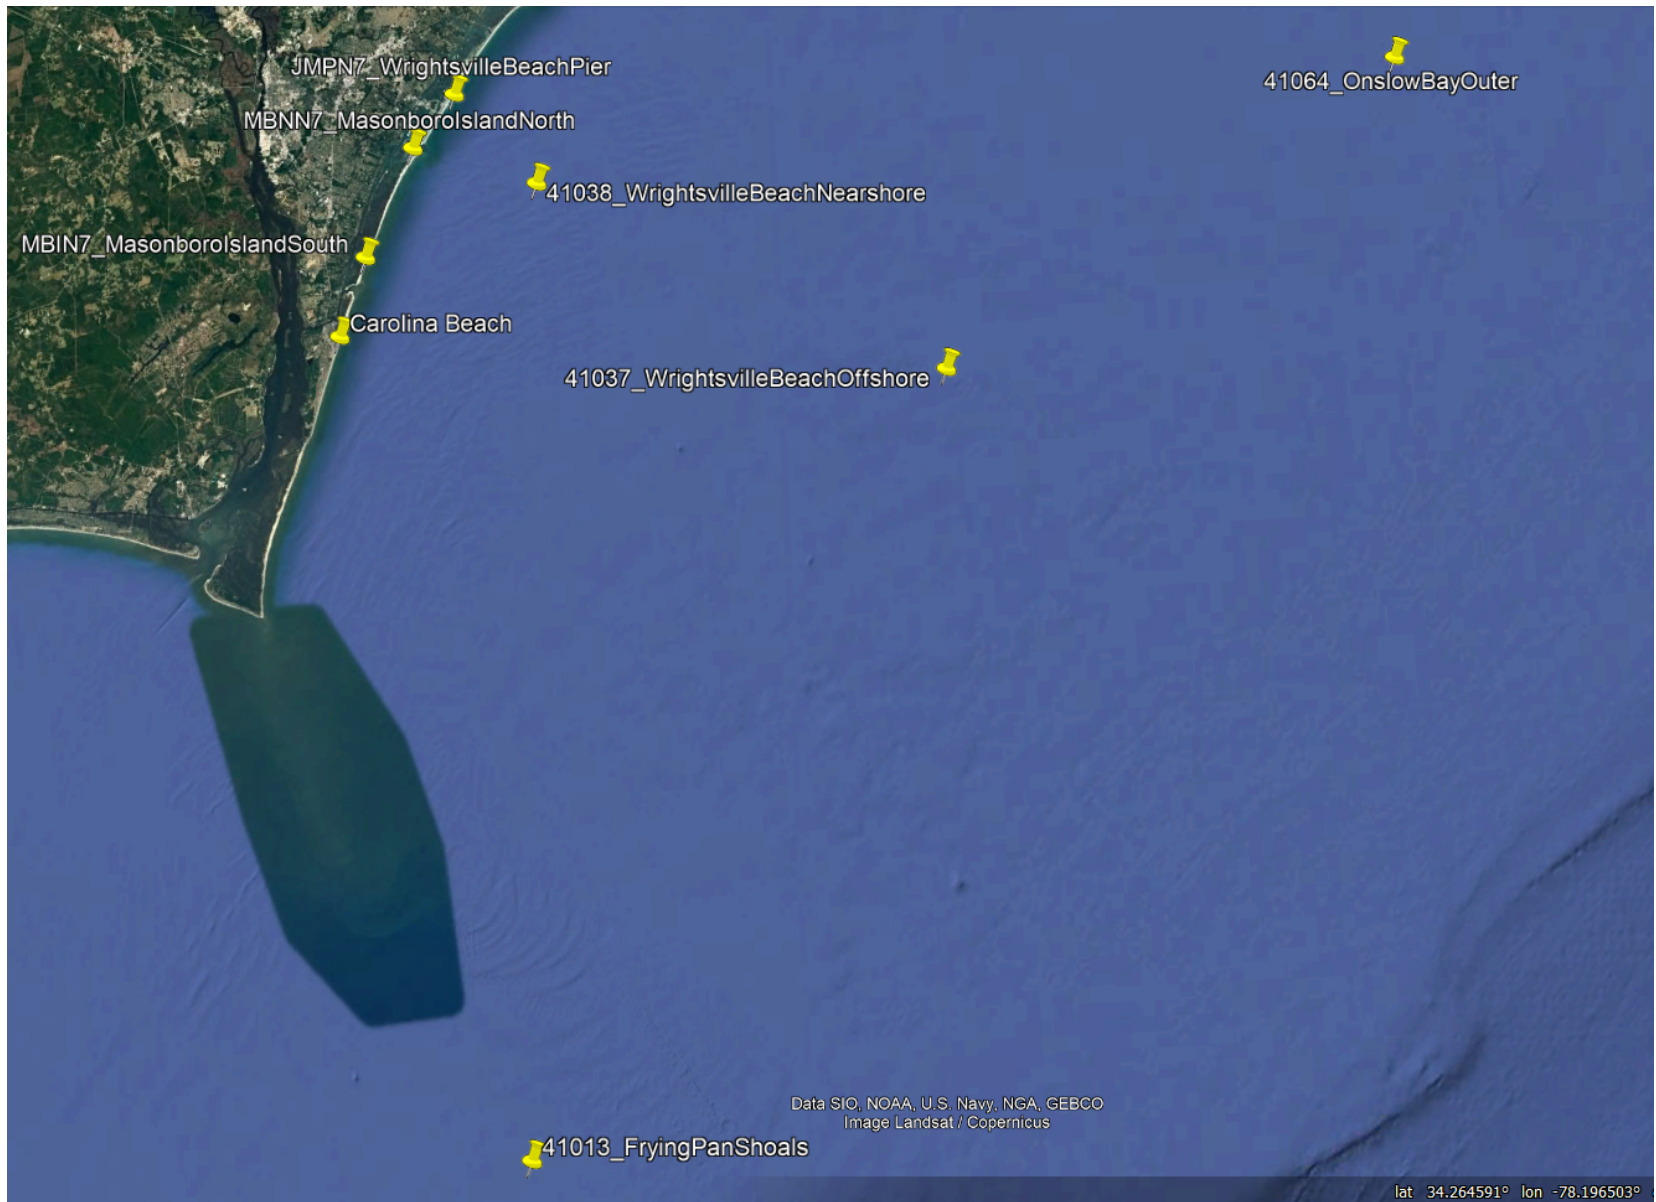 JMPN7_WrightsvilleBeachPier
41064_OnslowBayOuter
MBNN7_MasonboroIslandNorth
41038_WrightsvilleBeachNearshore
MBIN7_MasonboroIslandSouth
Carolina Beach
41037_WrightsvilleBeachOffshore
Data SIO, NOAA, U.S. Navy, NGA, GEBCO
Image Landsat / Copernicus
41013_FryingPanShoals
lat 34.264591° lon -78.196503°